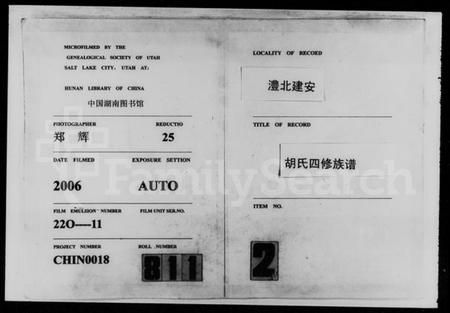 MICROFILMED BY THE
GENEALOGICAL SOCIETY OF UTAH
SALT LAKE CITY, UTAH AT:
HUNAN LIBRARY OF CHINA
中国湖南图书馆
PHOTOGRAPHER REDUCTIO
郑 辉 25
DATE FILMED EXPOSURE SETTION
2006 AUTO
FILM EMULSION NUMBER FILM UNIT SER.NO.
22O----11
PROJECT NUMBER ROLL NUMBER
CHIN0018 811
LOCALITY OF RECORD
澧北建安
TITLE OF RECORD
胡氏四修族谱
ITEM NO.
2
FamilySearch